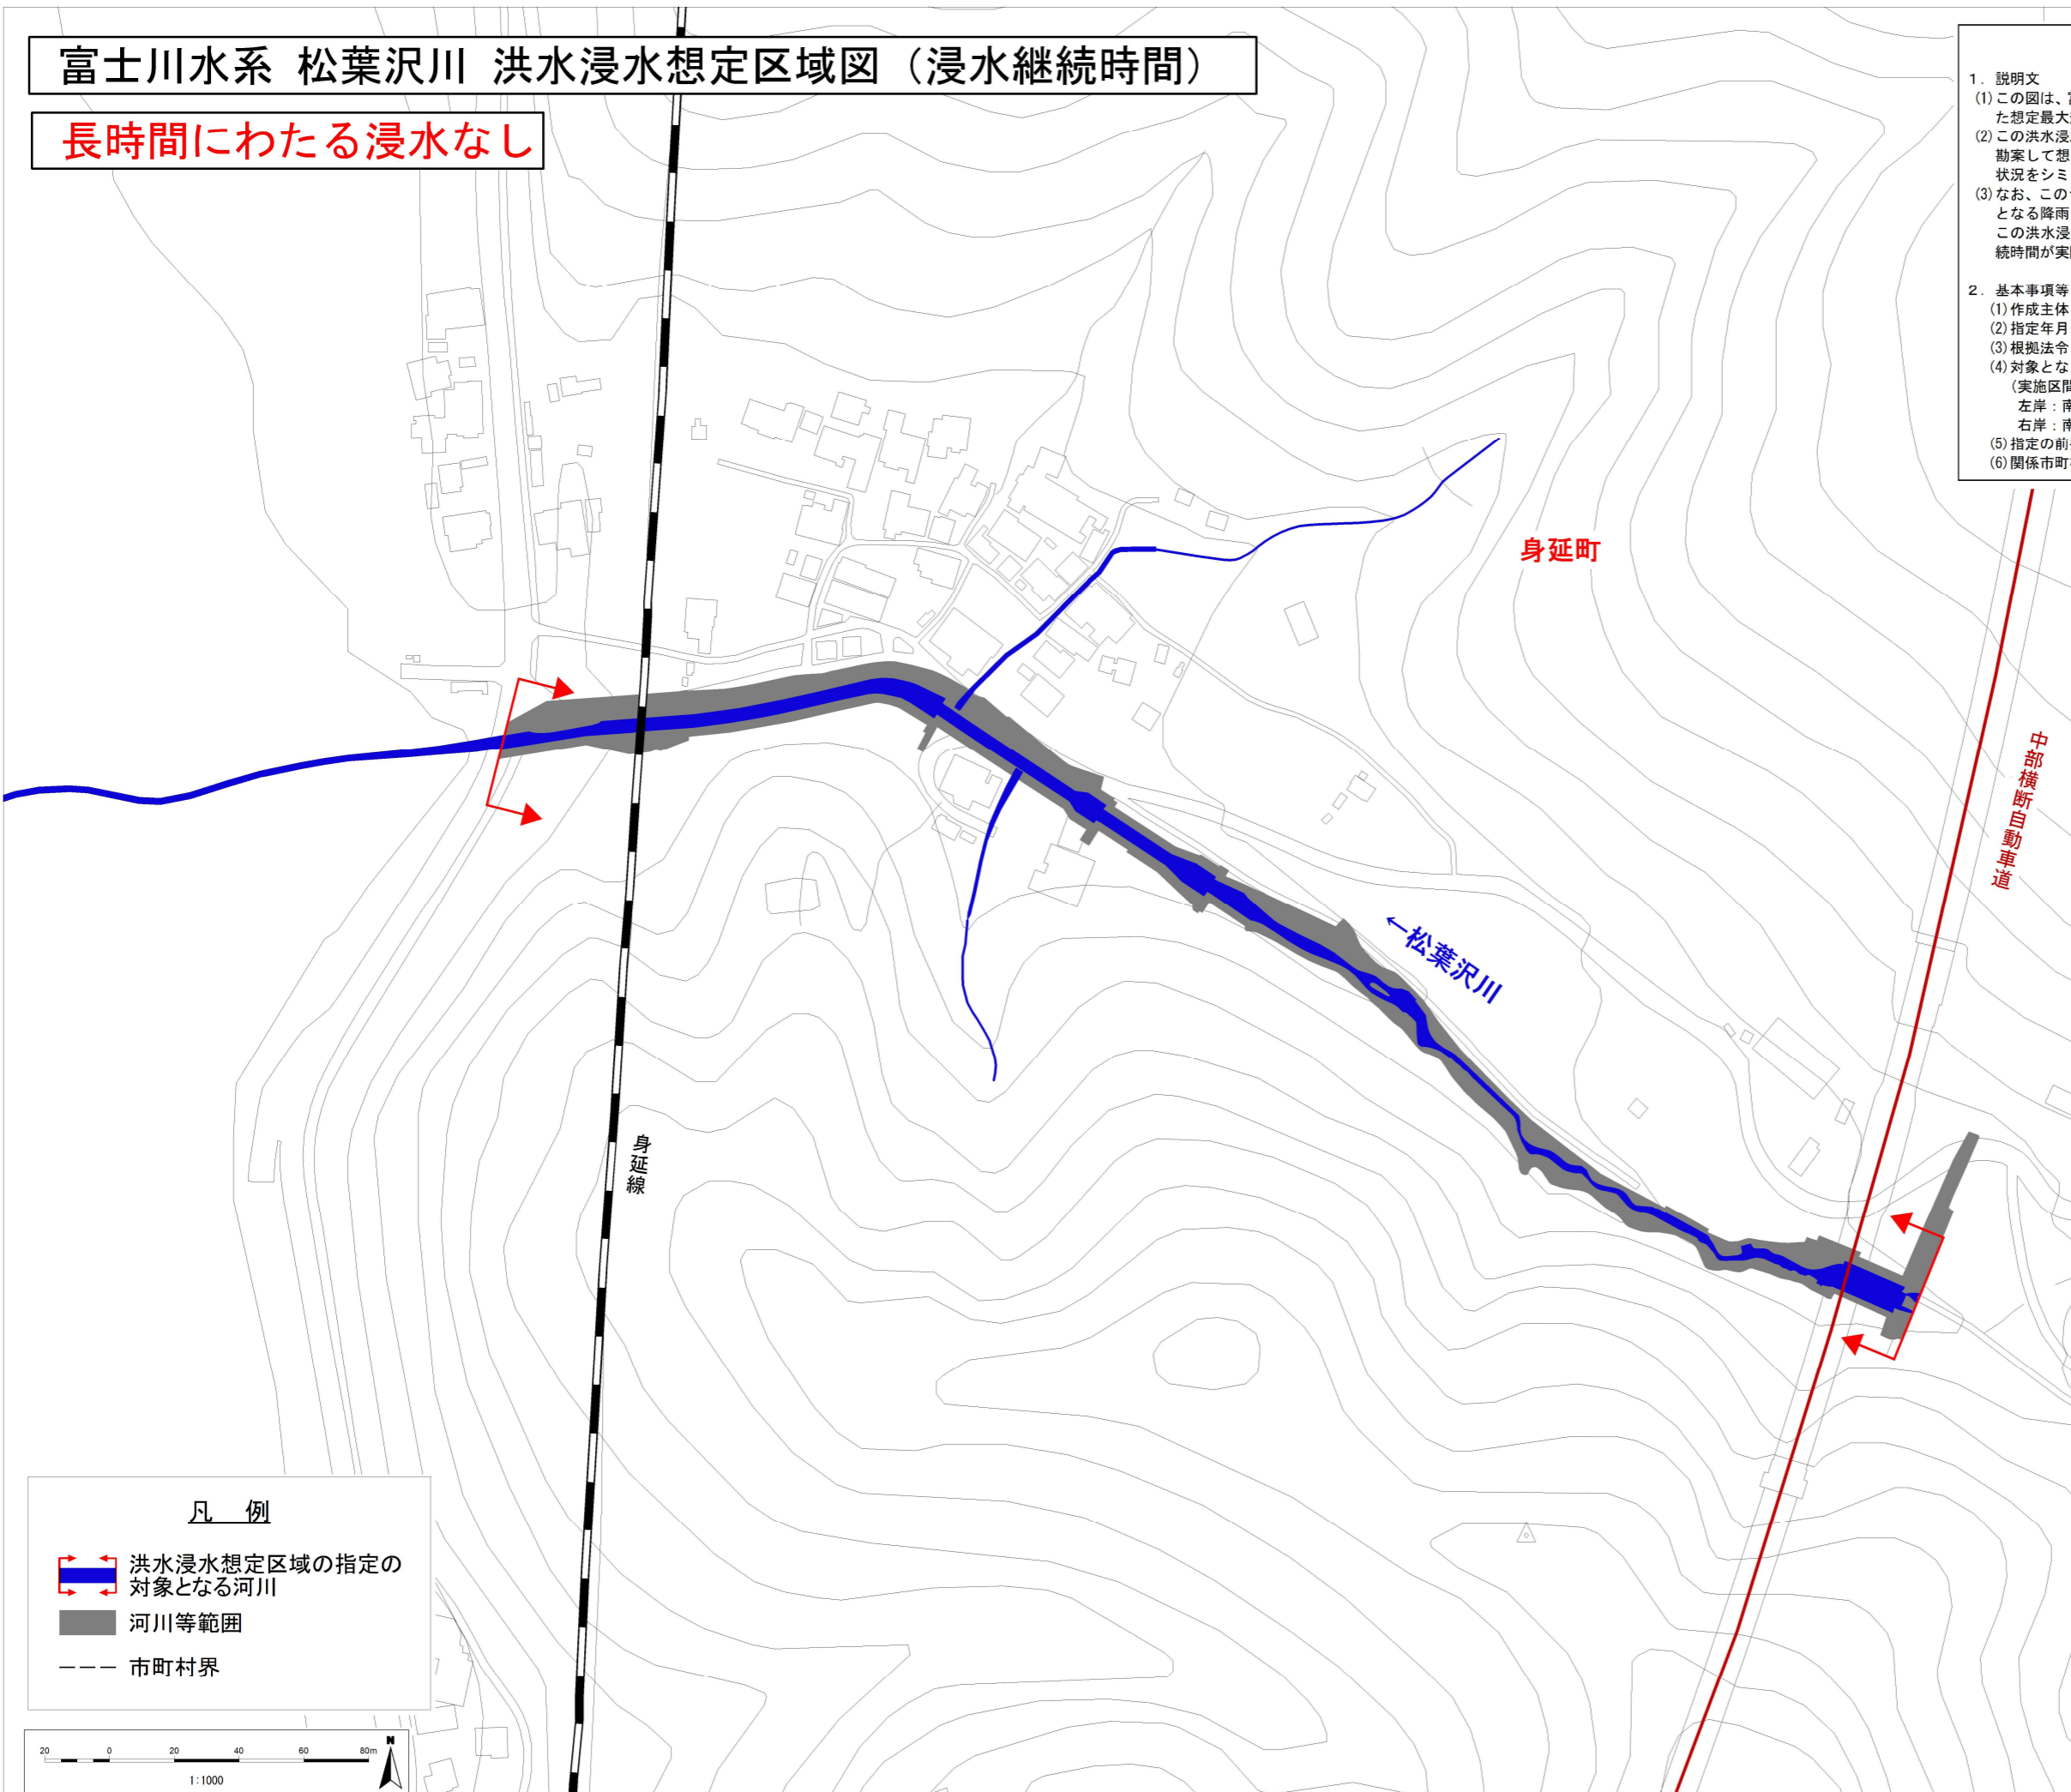 富士川水系 松葉沢川 洪水浸水想定区域図（浸水継続時間）
長時間にわたる浸水なし
1. 説明文
(1)この図は、
た想定最大
(2)この洪水浸
勘案して想
状況をシミ
(3)なお、この
となる降雨
この洪水浸
続時間が実
2. 基本事項等
(1)作成主体
(2)指定年月
(3)根拠法令
(4)対象とな
（実施区間
左岸：南
右岸：南
(5)指定の前
(6)関係市町
身延町
中部横断自動車道
←松葉沢川
身延線
凡 例
洪水浸水想定区域の指定の
対象となる河川
河川等範囲
--- 市町村界
20 0 20 40 60 80m
1:1000
N